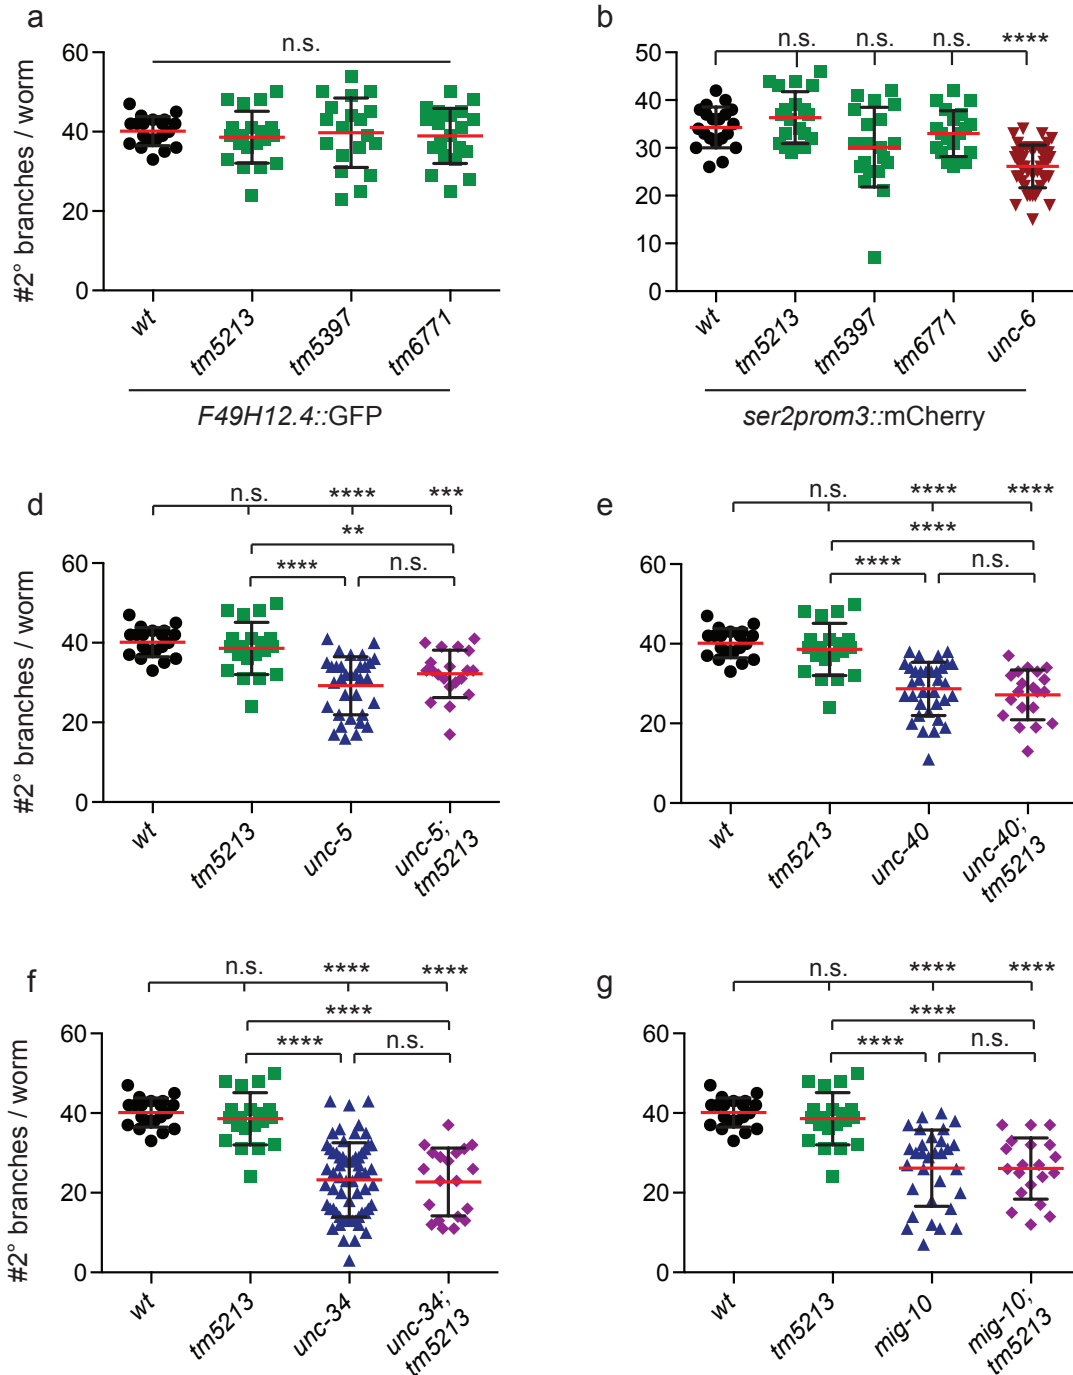 a
n.s.
#2° branches / worm
60
40
20
0
wt
tm5213
tm5397
tm6771
F49H12.4::GFP
b
n.s. n.s. n.s. ****
50
40
30
20
10
0
wt
tm5213
tm5397
tm6771
unc-6
ser2prom3::mCherry
d
n.s. **** ***
**
**** n.s.
#2° branches / worm
60
40
20
0
wt
tm5213
unc-5
unc-5;
tm5213
e
n.s. **** ****
****
**** n.s.
60
40
20
0
wt
tm5213
unc-40
unc-40;
tm5213
f
n.s. **** ****
****
**** n.s.
#2° branches / worm
60
40
20
0
wt
tm5213
unc-34
unc-34;
tm5213
g
n.s. **** ****
****
**** n.s.
60
40
20
0
wt
tm5213
mig-10
mig-10;
tm5213